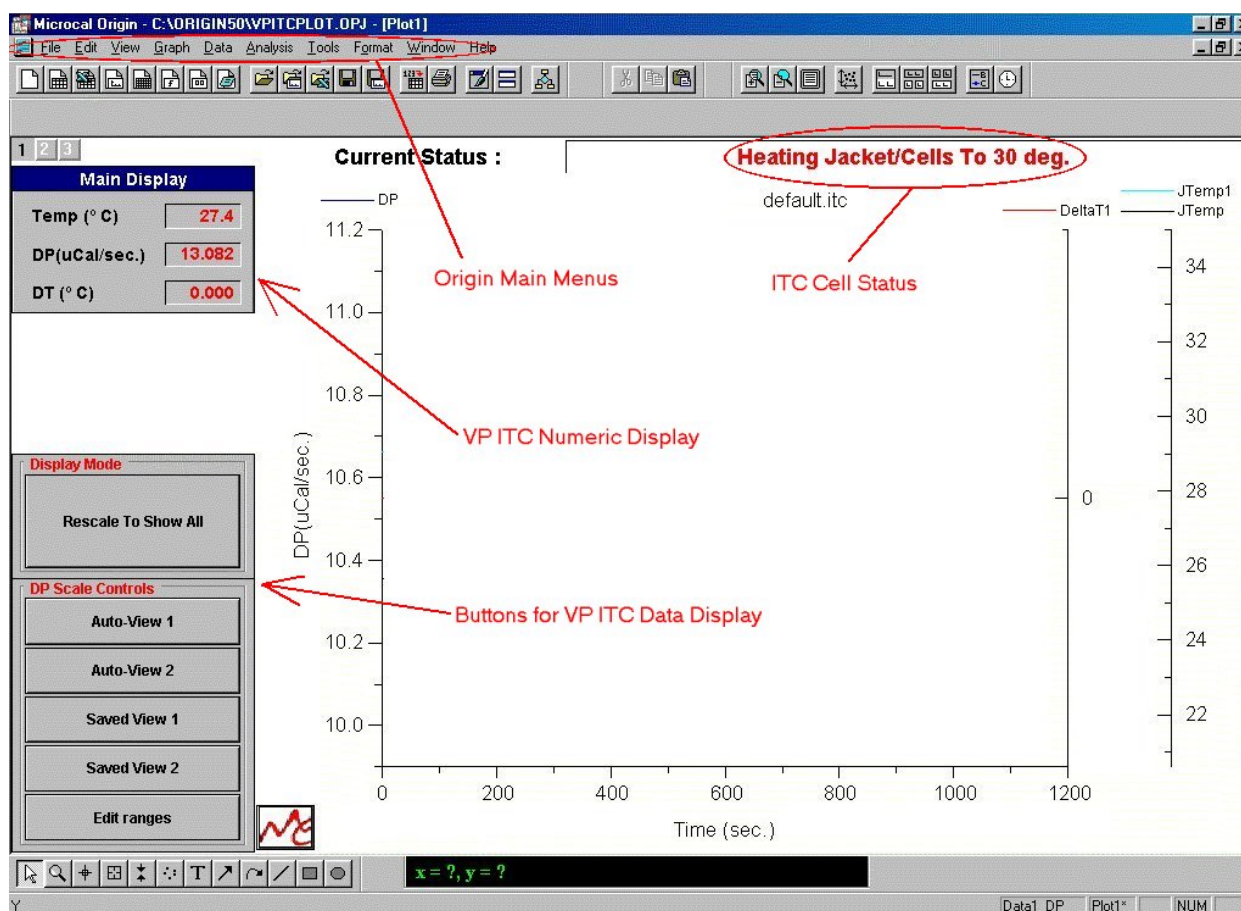 Microcal Origin - C:\ORIGIN50\VPITCPLOT.OPJ - [Plot1]
File Edit View Graph Data Analysis Tools Format Window Help
1 2 3
Current Status :
Heating Jacket/Cells To 30 deg.
Main Display
Temp (° C) 27.4
DP(uCal/sec.) 13.082
DT (° C) 0.000
DP
default.itc
DeltaT1
JTemp1
JTemp
Origin Main Menus
ITC Cell Status
VP ITC Numeric Display
Buttons for VP ITC Data Display
11.2
11.0
10.8
10.6
10.4
10.2
10.0
DP(uCal/sec.)
0
34
32
30
28
26
24
22
0 200 400 600 800 1000 1200
Time (sec.)
Display Mode
Rescale To Show All
DP Scale Controls
Auto-View 1
Auto-View 2
Saved View 1
Saved View 2
Edit ranges
T
x = ?, y = ?
Y
Data1_DP Plot1* NUM